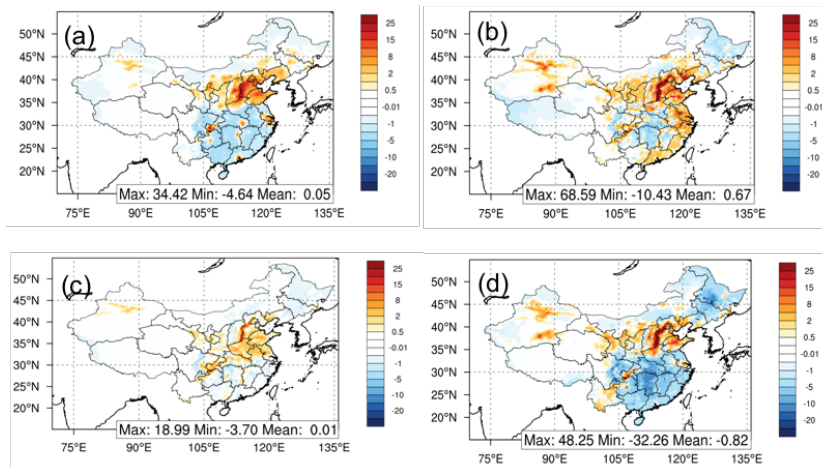 (a)
50°N
45°N
40°N
35°N
30°N
25°N
20°N
75°E 90°E 105°E 120°E 135°E
Max: 34.42 Min: -4.64 Mean: 0.05
25
15
8
2
0.5
-0.01
-1
-5
-10
-20
(b)
50°N
45°N
40°N
35°N
30°N
25°N
20°N
75°E 90°E 105°E 120°E 135°E
Max: 68.59 Min: -10.43 Mean: 0.67
25
15
8
2
0.5
-0.01
-1
-5
-10
-20
(c)
50°N
45°N
40°N
35°N
30°N
25°N
20°N
75°E 90°E 105°E 120°E 135°E
Max: 18.99 Min: -3.70 Mean: 0.01
25
15
8
2
0.5
-0.01
-1
-5
-10
-20
(d)
50°N
45°N
40°N
35°N
30°N
25°N
20°N
75°E 90°E 105°E 120°E 135°E
Max: 48.25 Min: -32.26 Mean: -0.82
25
15
8
2
0.5
-0.01
-1
-5
-10
-20